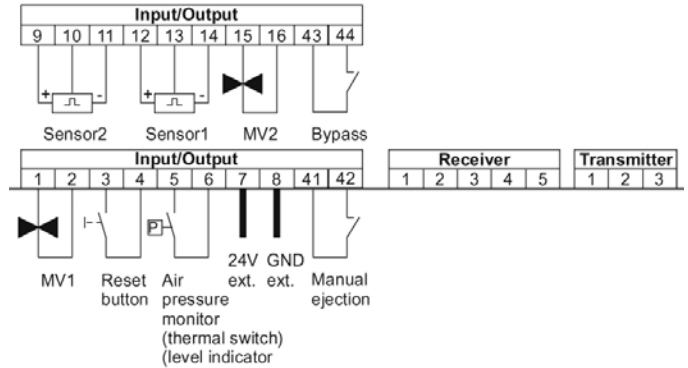 Input/Output
9 10 11 12 13 14 15 16 43 44
+ - + -
Sensor2 Sensor1 MV2 Bypass
Input/Output Receiver Transmitter
1 2 3 4 5 6 7 8 41 42 1 2 3 4 5 1 2 3
P
24V GND
MV1 Reset Air ext. ext. Manual
button pressure ejection
monitor
(thermal switch)
(level indicator